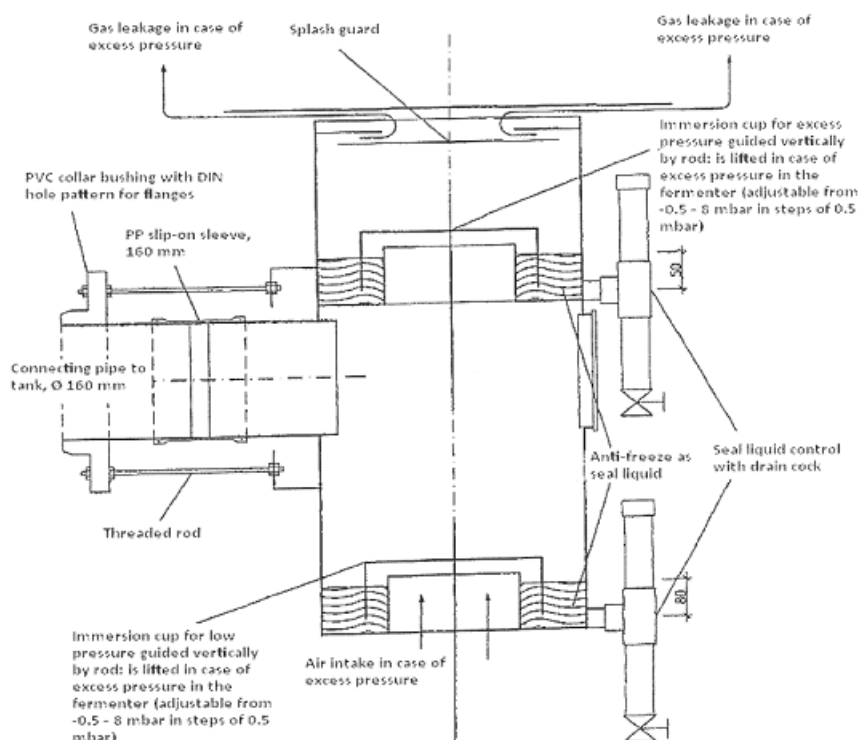 Gas leakage in case of
excess pressure
Splash guard
Gas leakage in case of
excess pressure
Immersion cup for excess
pressure guided vertically
by rod: is lifted in case of
excess pressure in the
fermenter (adjustable from
-0.5 - 8 mbar in steps of 0.5
mbar)
PVC collar bushing with DIN
hole pattern for flanges
PP slip-on sleeve,
160 mm
50
Connecting pipe to
tank, Ø 160 mm
Anti-freeze as
seal liquid
Seal liquid control
with drain cock
Threaded rod
80
Immersion cup for low
pressure guided vertically
by rod: is lifted in case of
excess pressure in the
fermenter (adjustable from
-0.5 - 8 mbar in steps of 0.5
mbar)
Air intake in case of
excess pressure